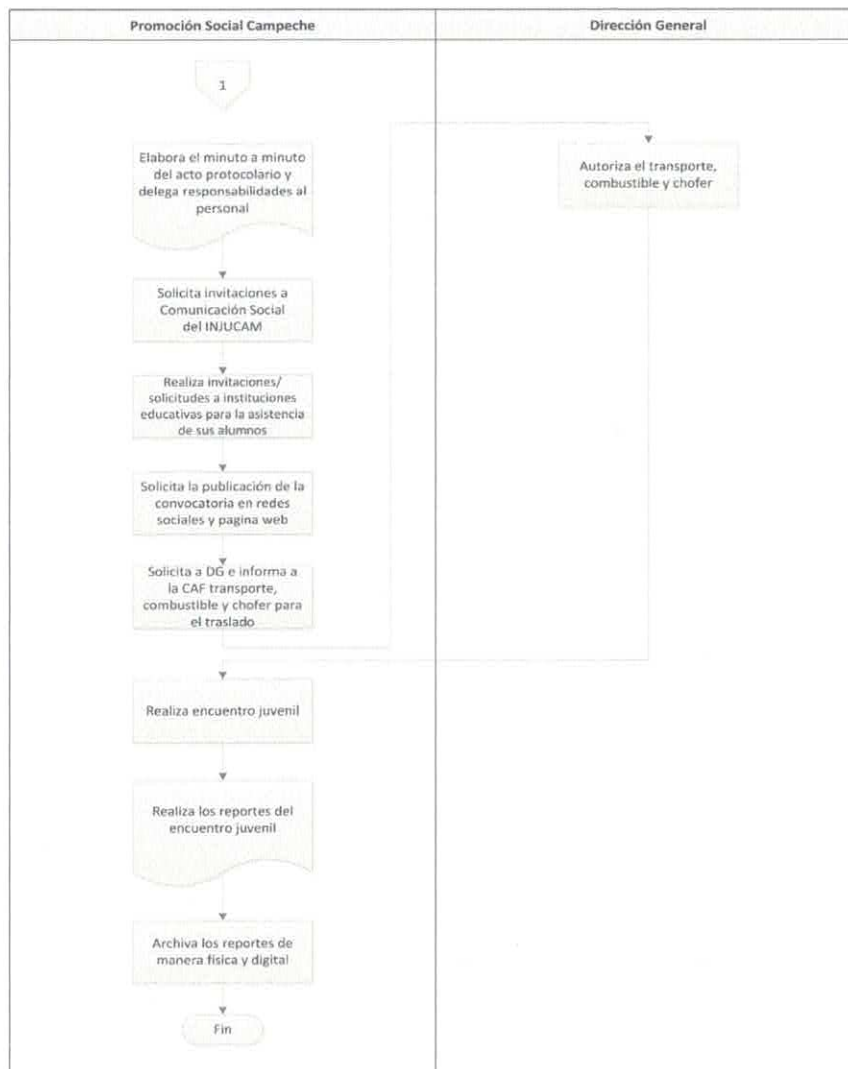 Promoción Social Campeche
Dirección General
1
Elabora el minuto a minuto
del acto protocolario y
delega responsabilidades al
personal
Autoriza el transporte,
combustible y chofer
Solicita invitaciones a
Comunicación Social
del INJUCAM
Realiza invitaciones/
solicitudes a instituciones
educativas para la asistencia
de sus alumnos
Solicita la publicación de la
convocatoria en redes
sociales y pagina web
Solicita a DG e informa a
la CAF transporte,
combustible y chofer para
el traslado
Realiza encuentro juvenil
Realiza los reportes del
encuentro juvenil
Archiva los reportes de
manera física y digital
Fin